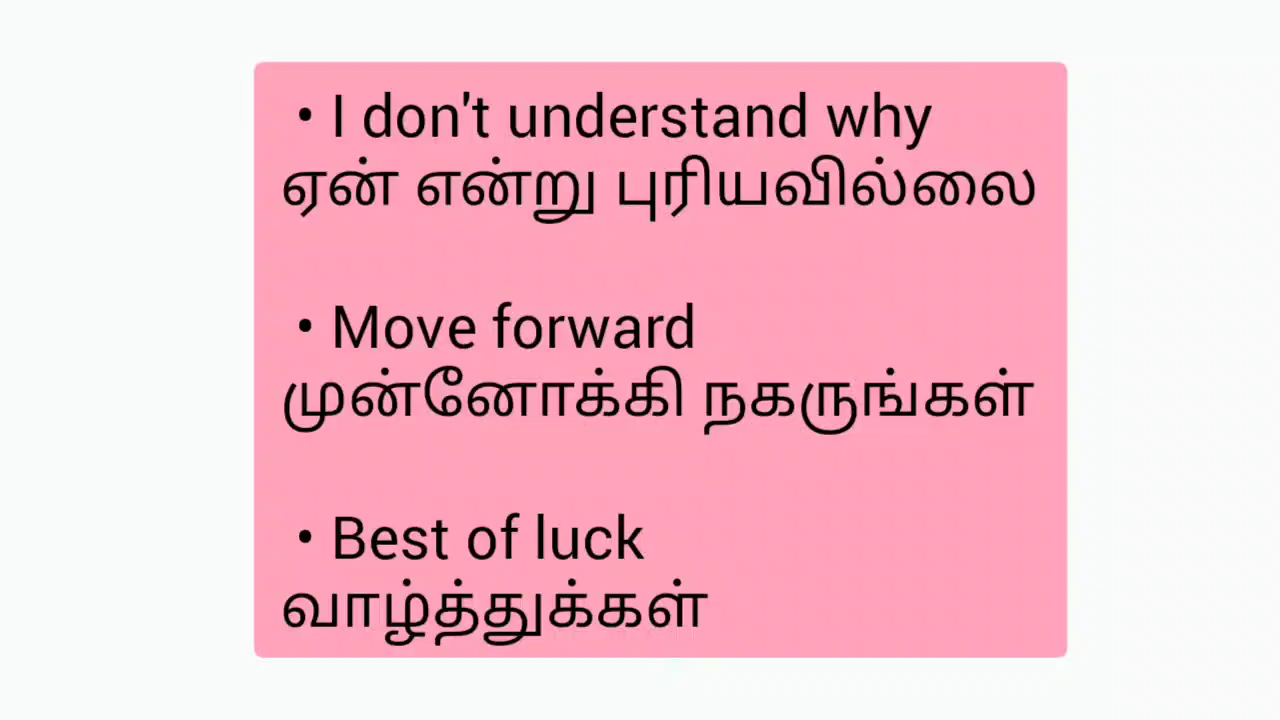 • I don't understand why
ஏன் என்று புரியவில்லை
• Move forward
முன்னோக்கி நகருங்கள்
• Best of luck
வாழ்த்துக்கள்